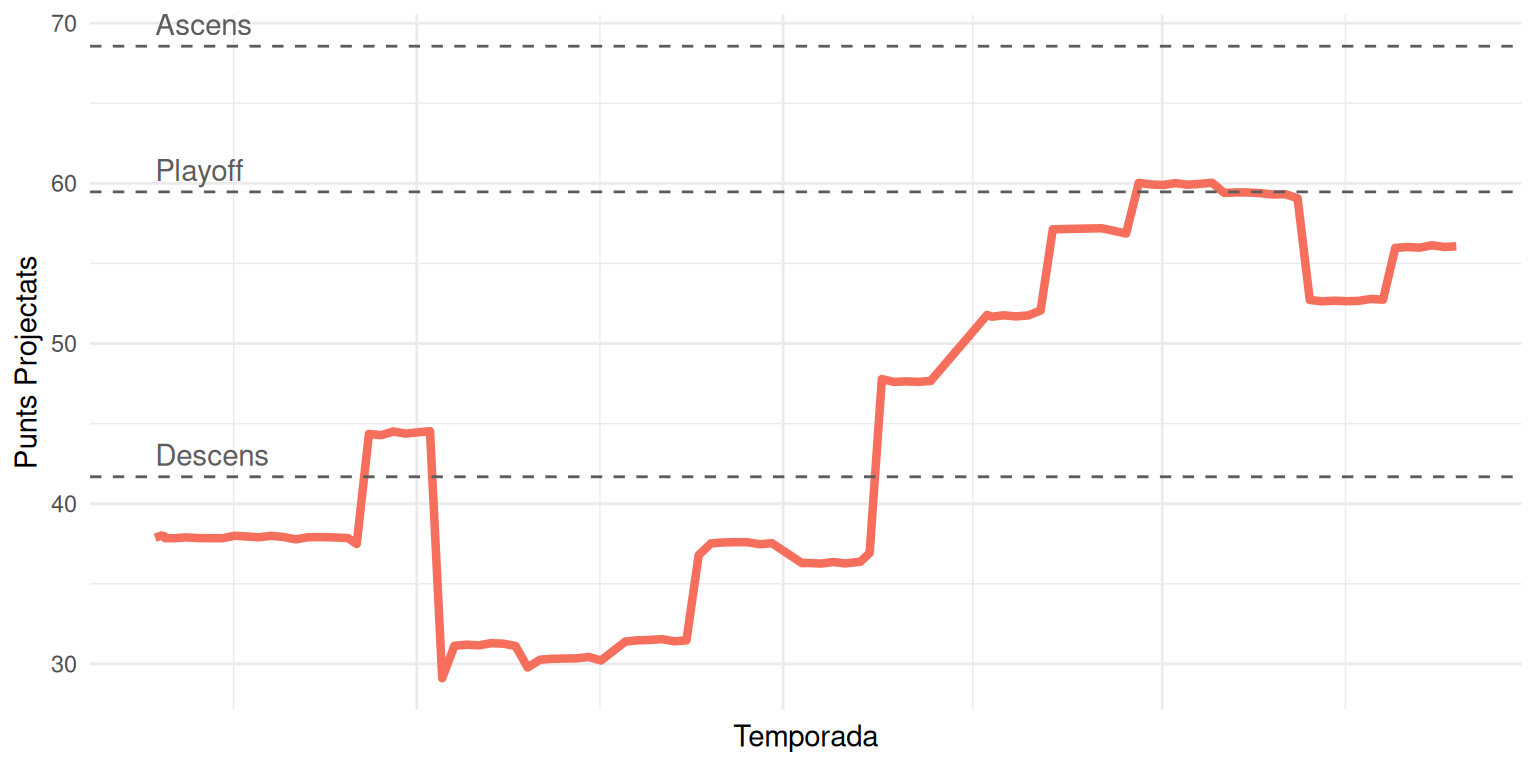 70
Ascens
Playoff
60
50
Descens
40
30
Punts Projectats
Temporada